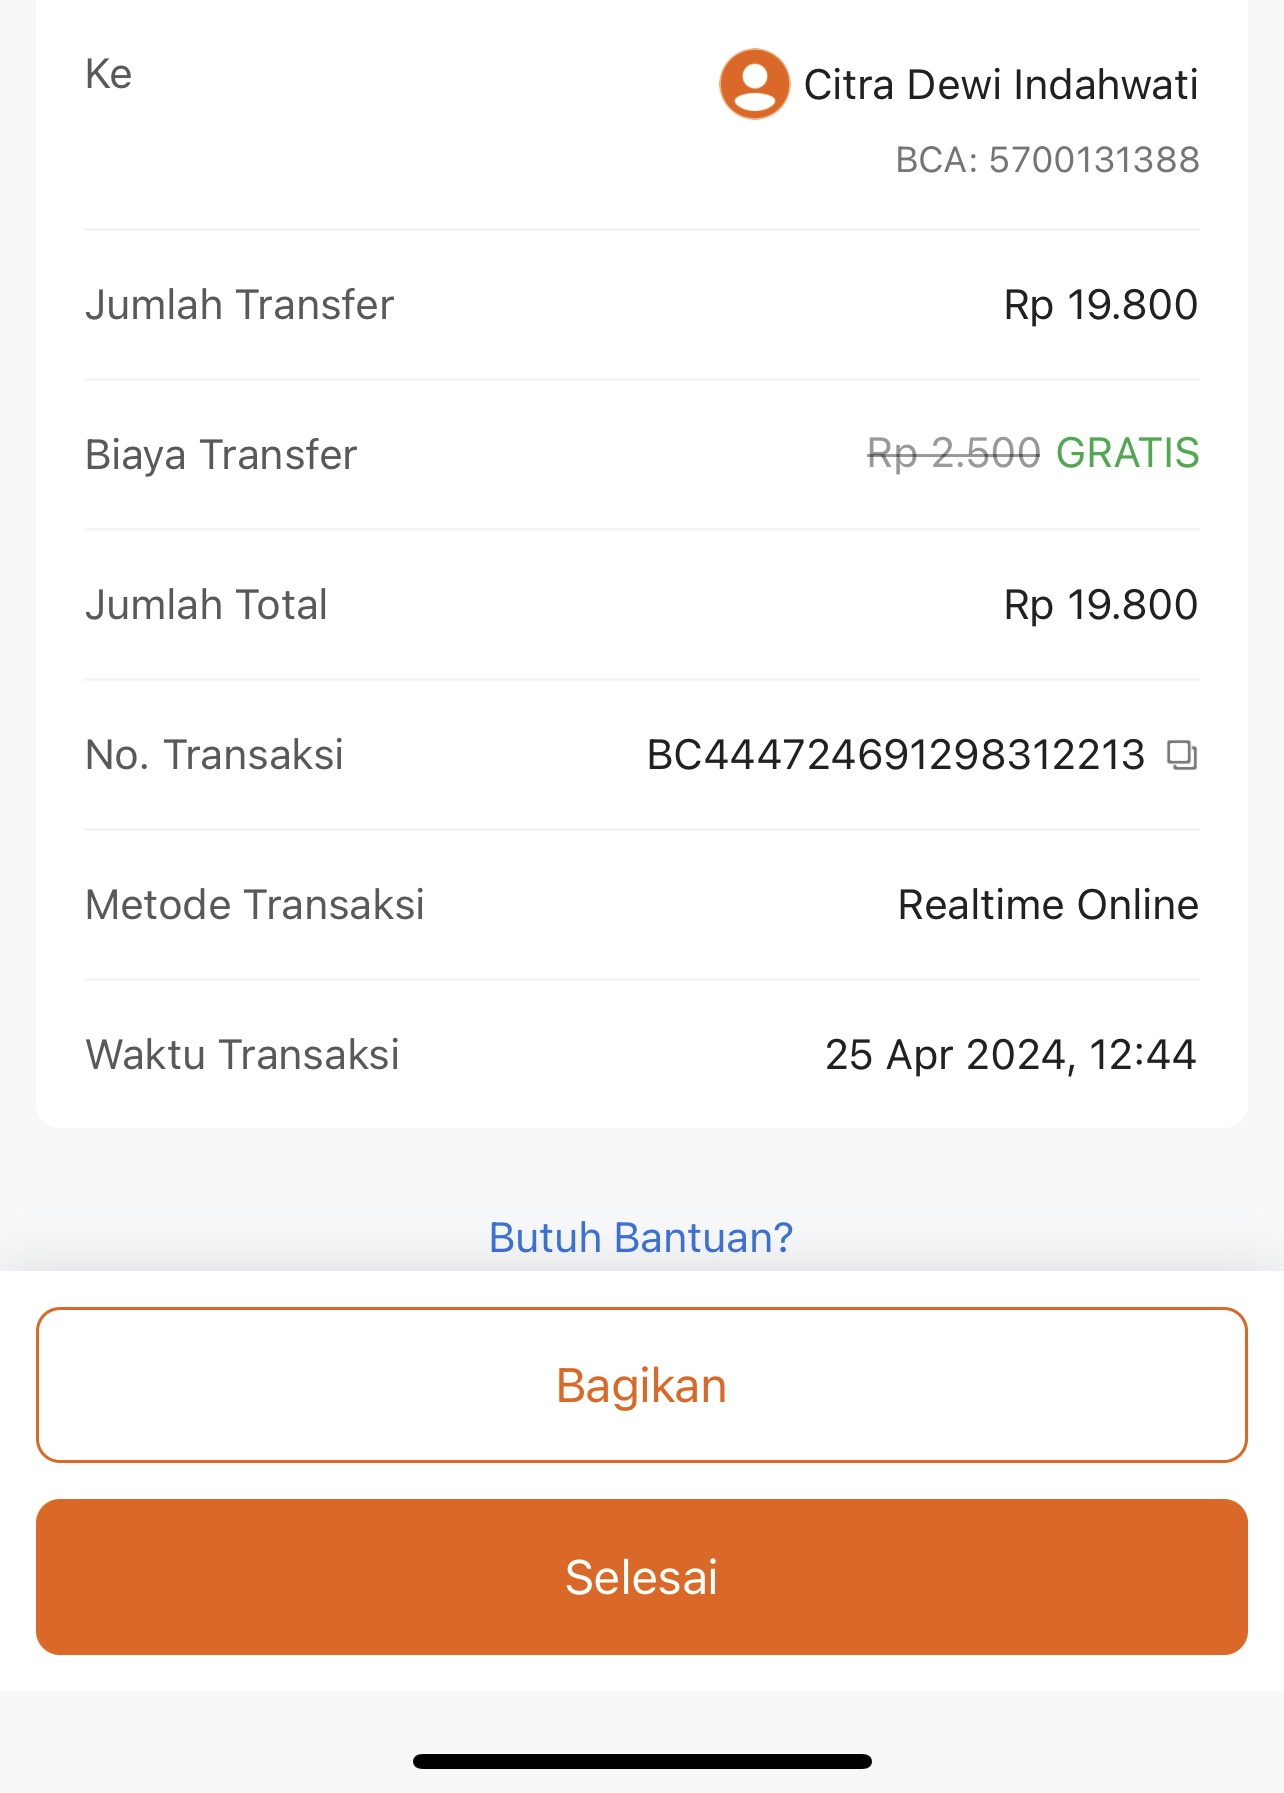 Ke
Citra Dewi Indahwati
BCA: 5700131388
Jumlah Transfer Rp 19.800
Biaya Transfer Rp 2.500 GRATIS
Jumlah Total Rp 19.800
No. Transaksi BC444724691298312213
Metode Transaksi Realtime Online
Waktu Transaksi 25 Apr 2024, 12:44
Butuh Bantuan?
Bagikan
Selesai